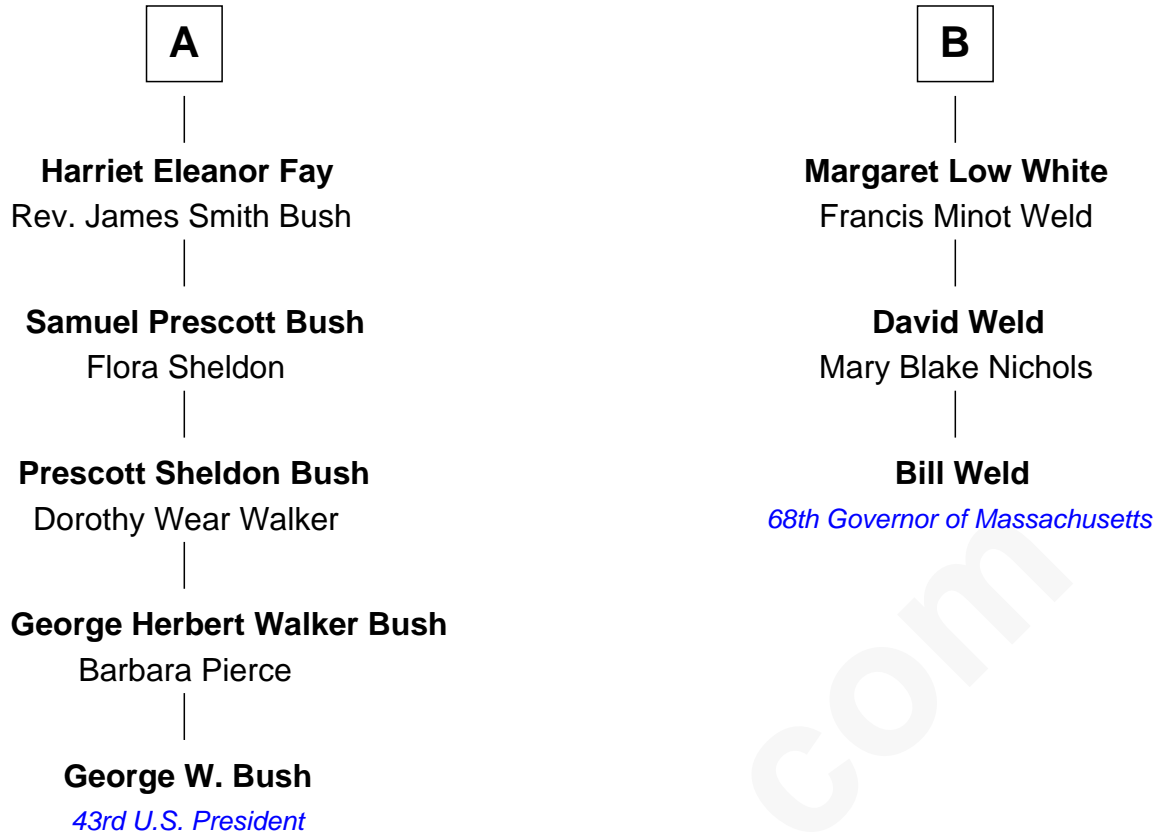 A
Harriet Eleanor Fay
Rev. James Smith Bush
Samuel Prescott Bush
Flora Sheldon
Prescott Sheldon Bush
Dorothy Wear Walker
George Herbert Walker Bush
Barbara Pierce
George W. Bush
43rd U.S. President
B
Margaret Low White
Francis Minot Weld
David Weld
Mary Blake Nichols
Bill Weld
68th Governor of Massachusetts
com